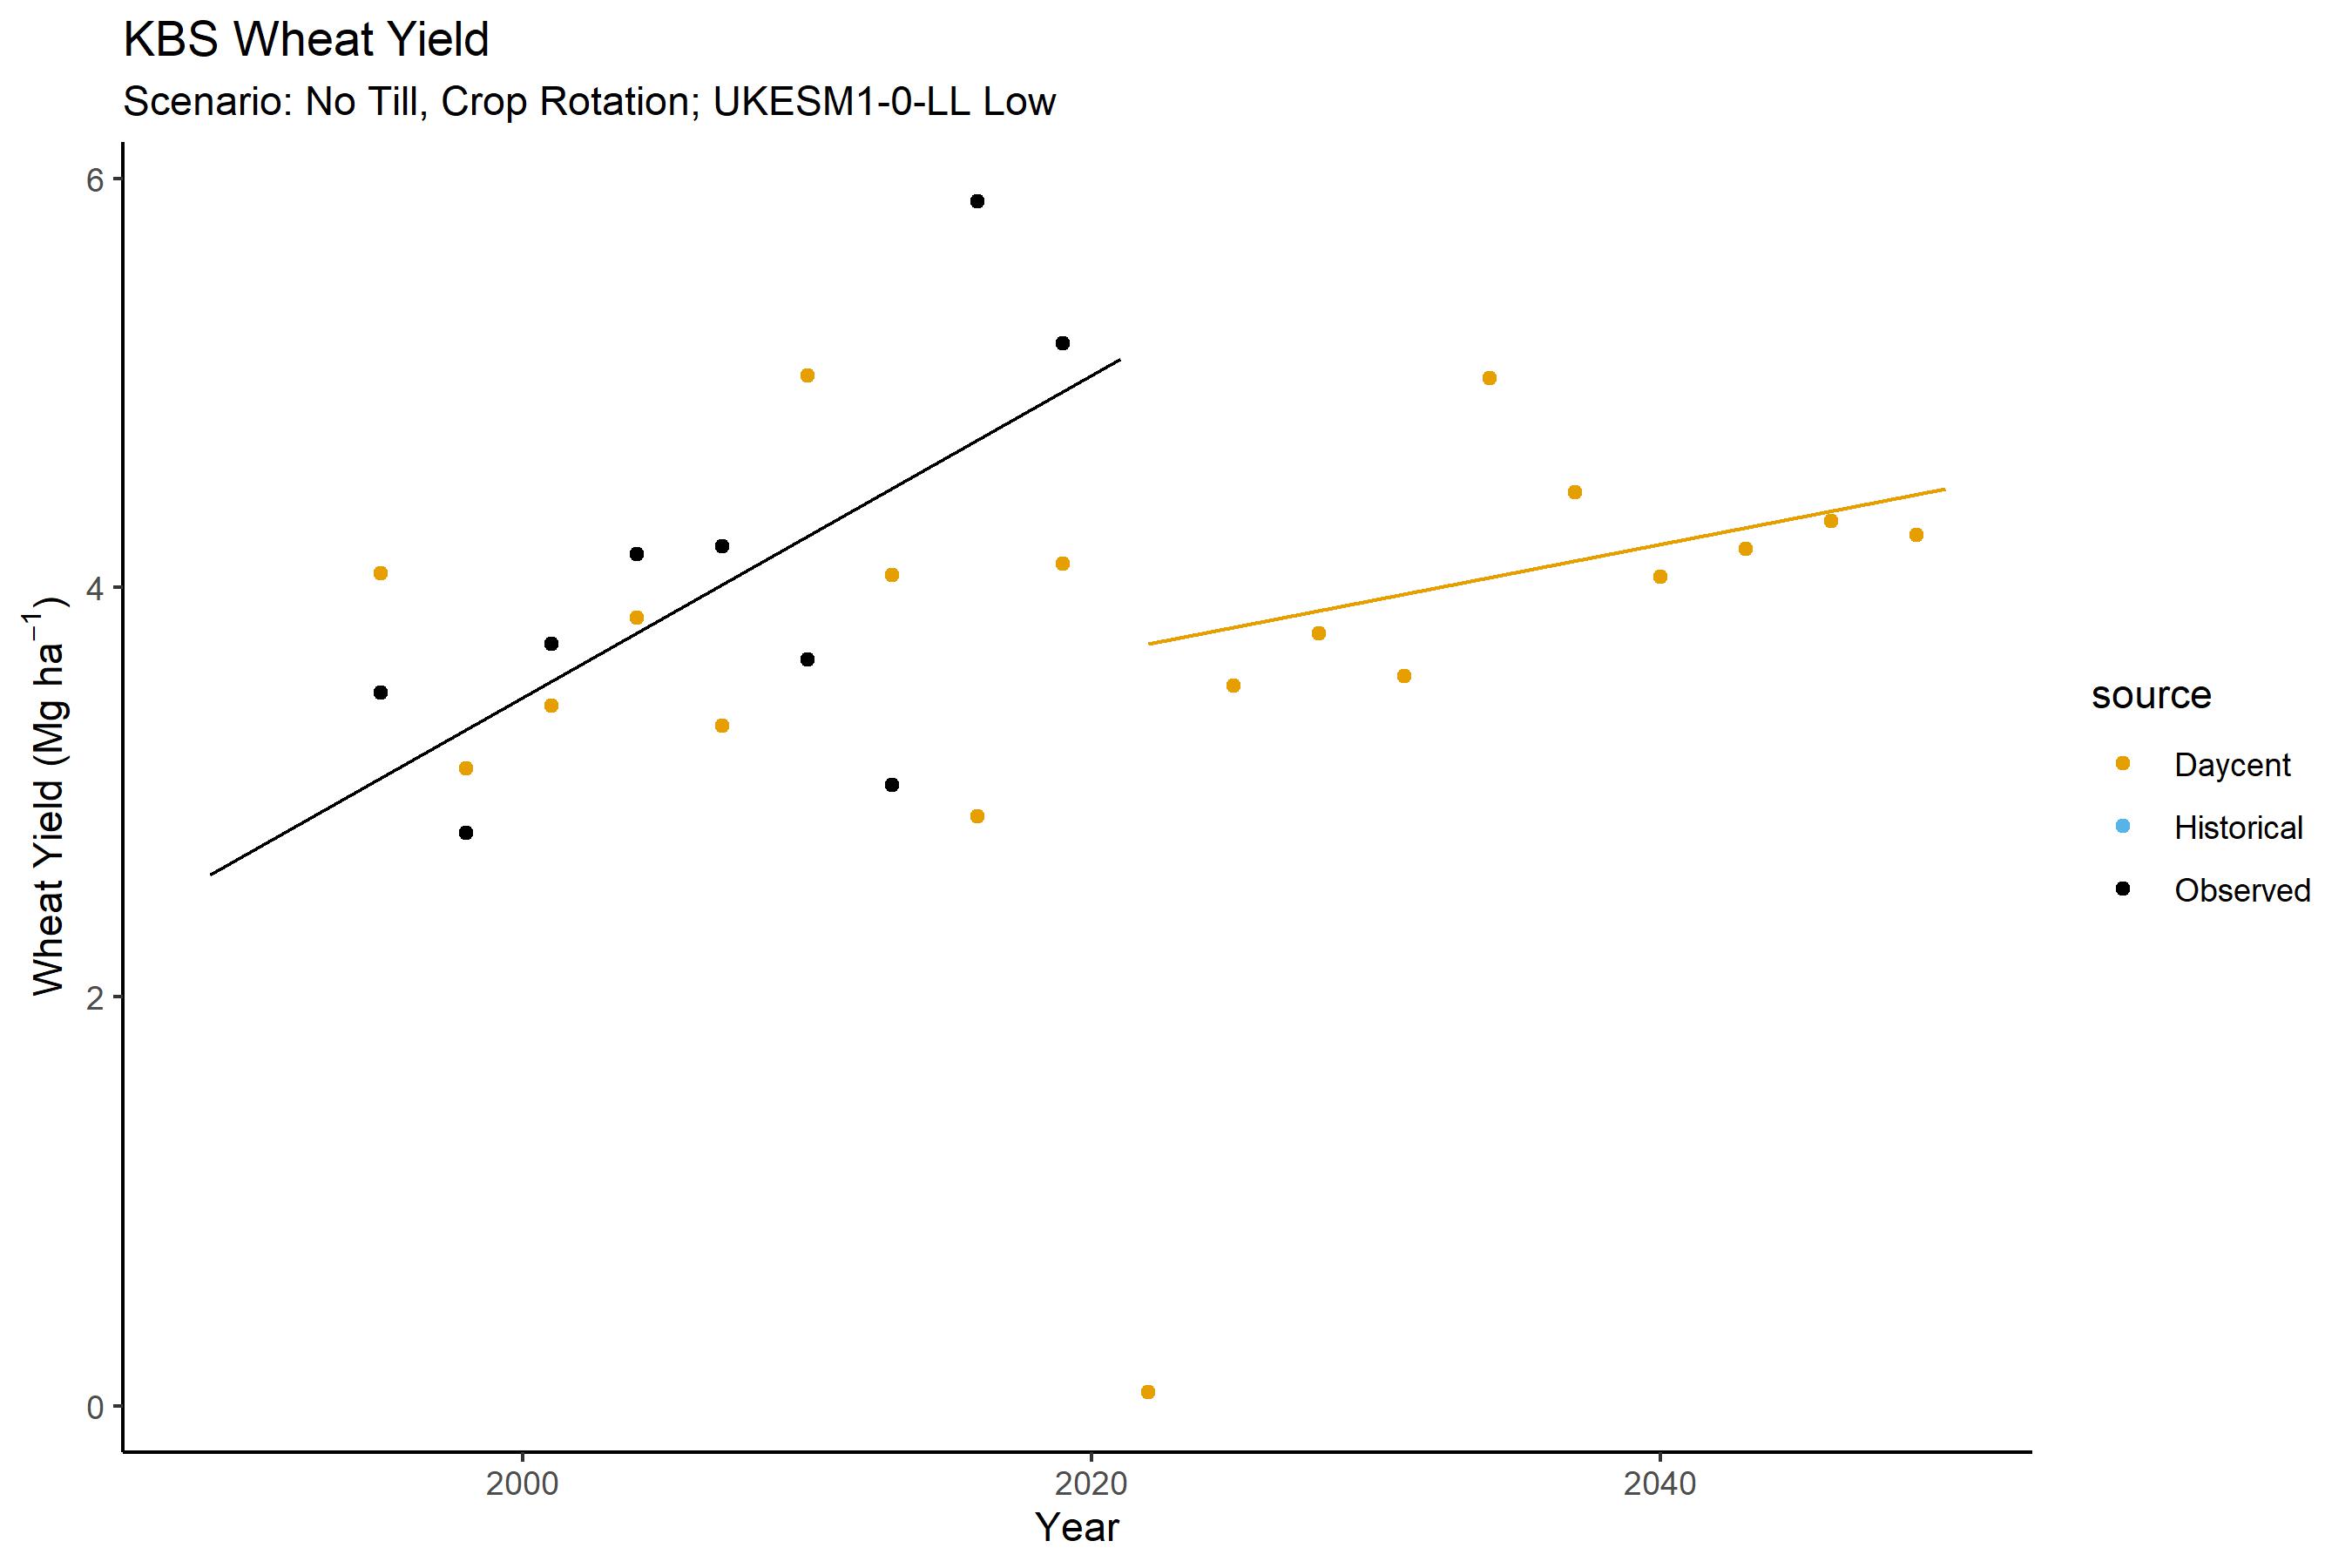 KBS Wheat Yield
Scenario: No Till, Crop Rotation; UKESM1-0-LL Low
Wheat Yield (Mg ha⁻¹)
6
4
2
0
2000
2020
2040
Year
source
Daycent
Historical
Observed